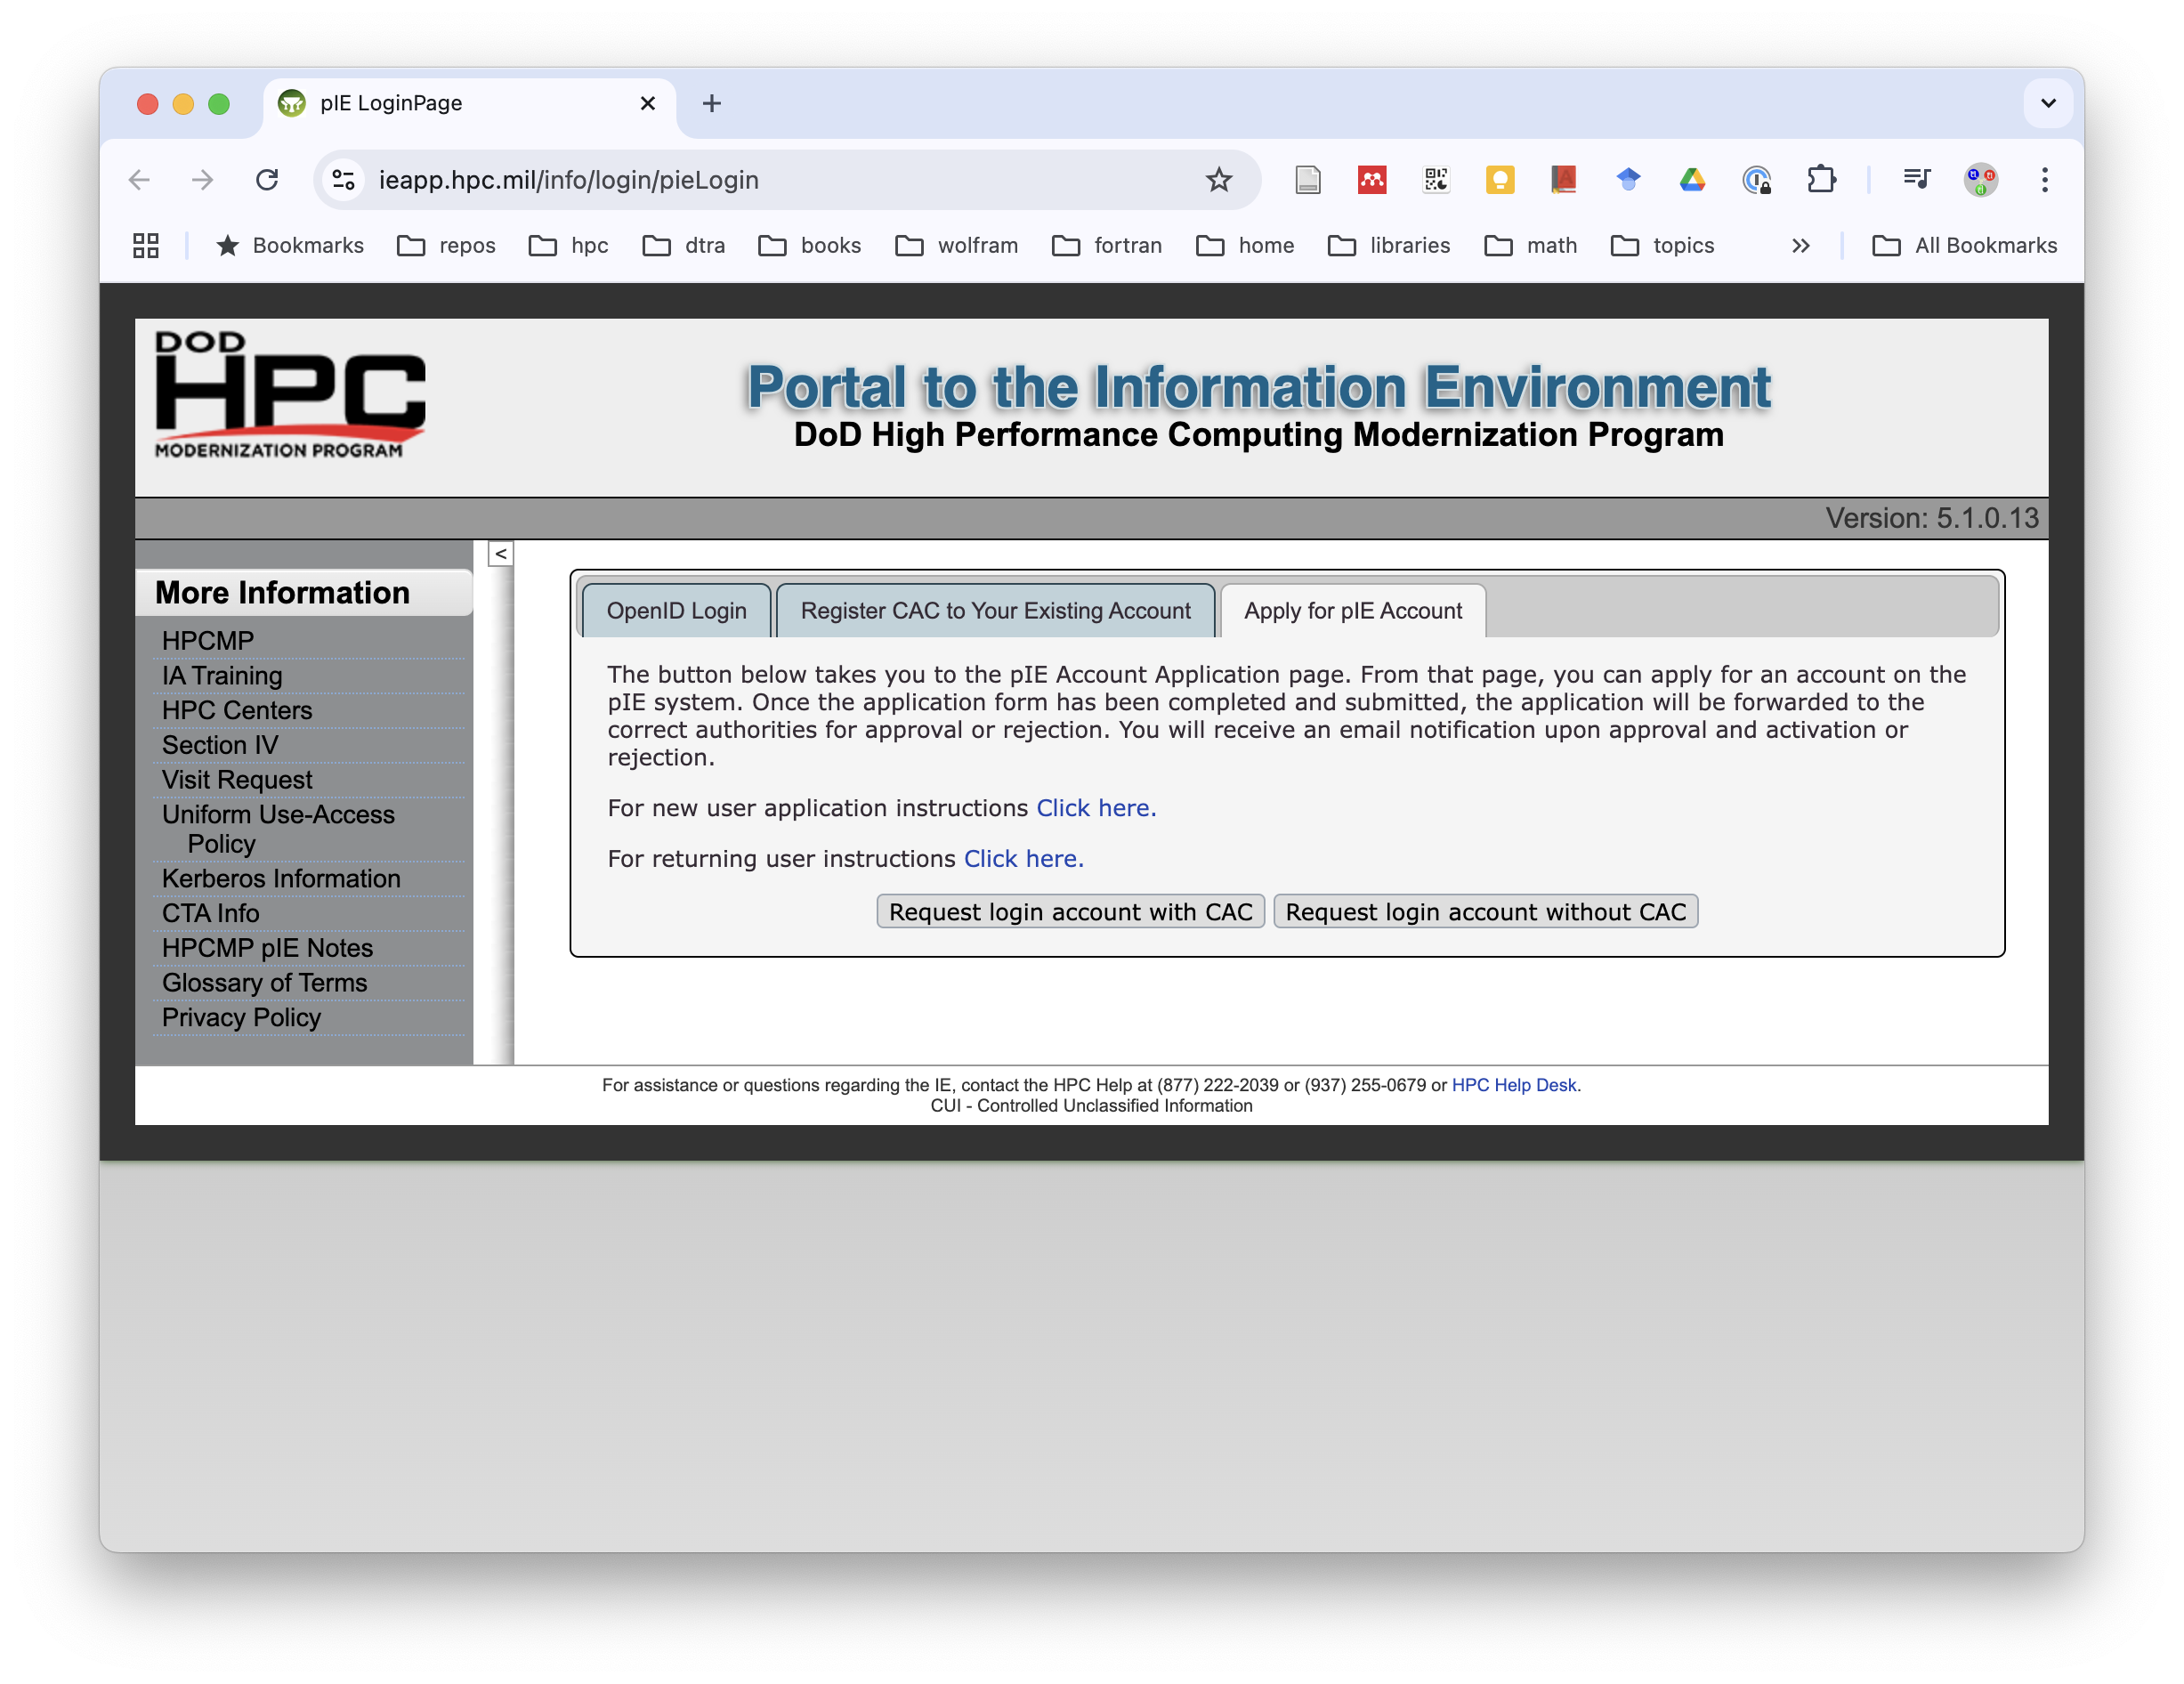 pIE LoginPage
ieapp.hpc.mil/info/login/pieLogin
Bookmarks repos hpc dtra books wolfram fortran home libraries math topics All Bookmarks
DOD
HPC
MODERNIZATION PROGRAM
Portal to the Information Environment
DoD High Performance Computing Modernization Program
Version: 5.1.0.13
<
More Information
HPCMP
IA Training
HPC Centers
Section IV
Visit Request
Uniform Use-Access
Policy
Kerberos Information
CTA Info
HPCMP pIE Notes
Glossary of Terms
Privacy Policy
OpenID Login Register CAC to Your Existing Account Apply for pIE Account
The button below takes you to the pIE Account Application page. From that page, you can apply for an account on the
pIE system. Once the application form has been completed and submitted, the application will be forwarded to the
correct authorities for approval or rejection. You will receive an email notification upon approval and activation or
rejection.
For new user application instructions Click here.
For returning user instructions Click here.
Request login account with CAC Request login account without CAC
For assistance or questions regarding the IE, contact the HPC Help at (877) 222-2039 or (937) 255-0679 or HPC Help Desk.
CUI - Controlled Unclassified Information